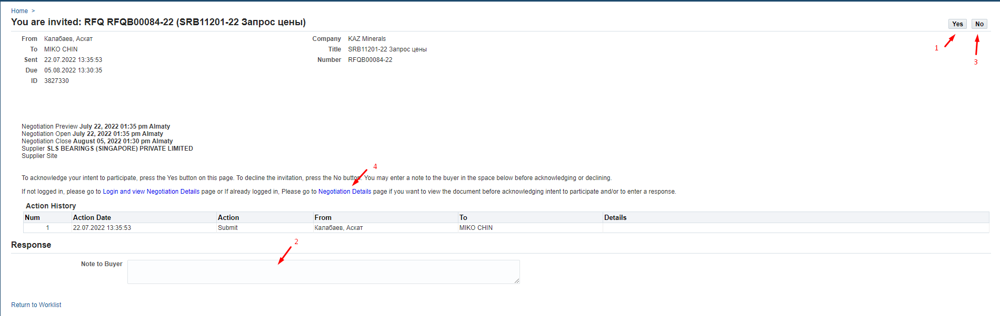 Home >
You are invited: RFQ RFQB00084-22 (SRB11201-22 Запрос цены)
Yes No
From Калабаев, Аскат
Company KAZ Minerals
To MIKO CHIN
Title SRB11201-22 Запрос цены
1
Sent 22.07.2022 13:35:53
Number RFQB00084-22
3
Due 05.08.2022 13:30:35
ID 3827330
Negotiation Preview July 22, 2022 01:35 pm Almaty
Negotiation Open July 22, 2022 01:35 pm Almaty
Negotiation Close August 05, 2022 01:30 pm Almaty
Supplier SLS BEARINGS (SINGAPORE) PRIVATE LIMITED
Supplier Site
4
To acknowledge your intent to participate, press the Yes button on this page. To decline the invitation, press the No button. You may enter a note to the buyer in the space below before acknowledging or declining.
If not logged in, please go to Login and view Negotiation Details page or If already logged in, Please go to Negotiation Details page if you want to view the document before acknowledging intent to participate and/or to enter a response.
Action History
Num Action Date Action From To Details
1 22.07.2022 13:35:53 Submit Калабаев, Аскат MIKO CHIN
Response
2
Note to Buyer
Return to Worklist